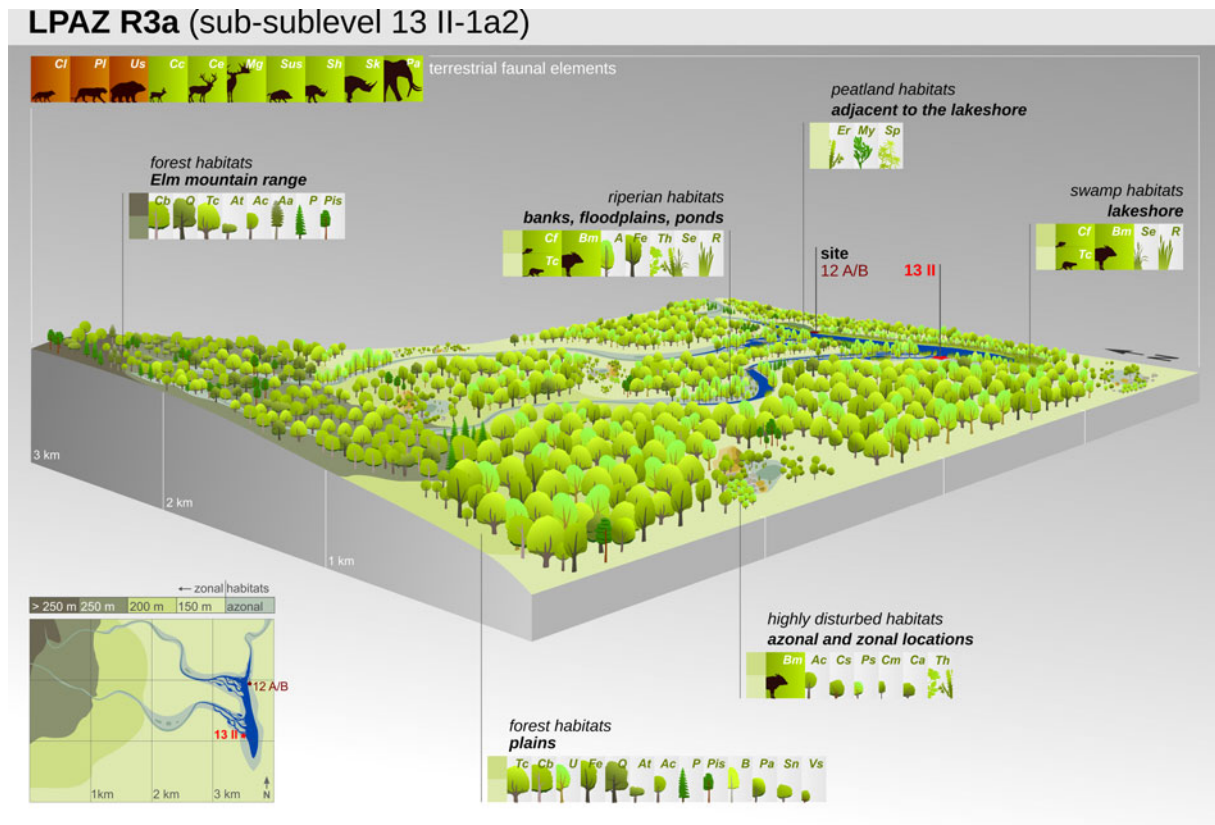 LPAZ R3a (sub-sublevel 13 II-1a2)
Cl Pl Us Cc Ce Mg Sus Sh Sk Pa
terrestrial faunal elements
peatland habitats
adjacent to the lakeshore
Er My Sp
forest habitats
Elm mountain range
Cb Q Tc At Ac Aa P Pis
riperian habitats
banks, floodplains, ponds
Cf Bm A Fe Th Se R
Tc
swamp habitats
lakeshore
Cf Bm Se R
Tc
site
12 A/B 13 II
3 km
2 km
1 km
← zonal habitats
> 250 m 250 m 200 m 150 m azonal
12 A/B
13 II
1km 2 km 3 km N
highly disturbed habitats
azonal and zonal locations
Bm Ac Cs Ps Cm Ca Th
forest habitats
plains
Tc Cb U Fe Q At Ac P Pis B Pa Sn Vs